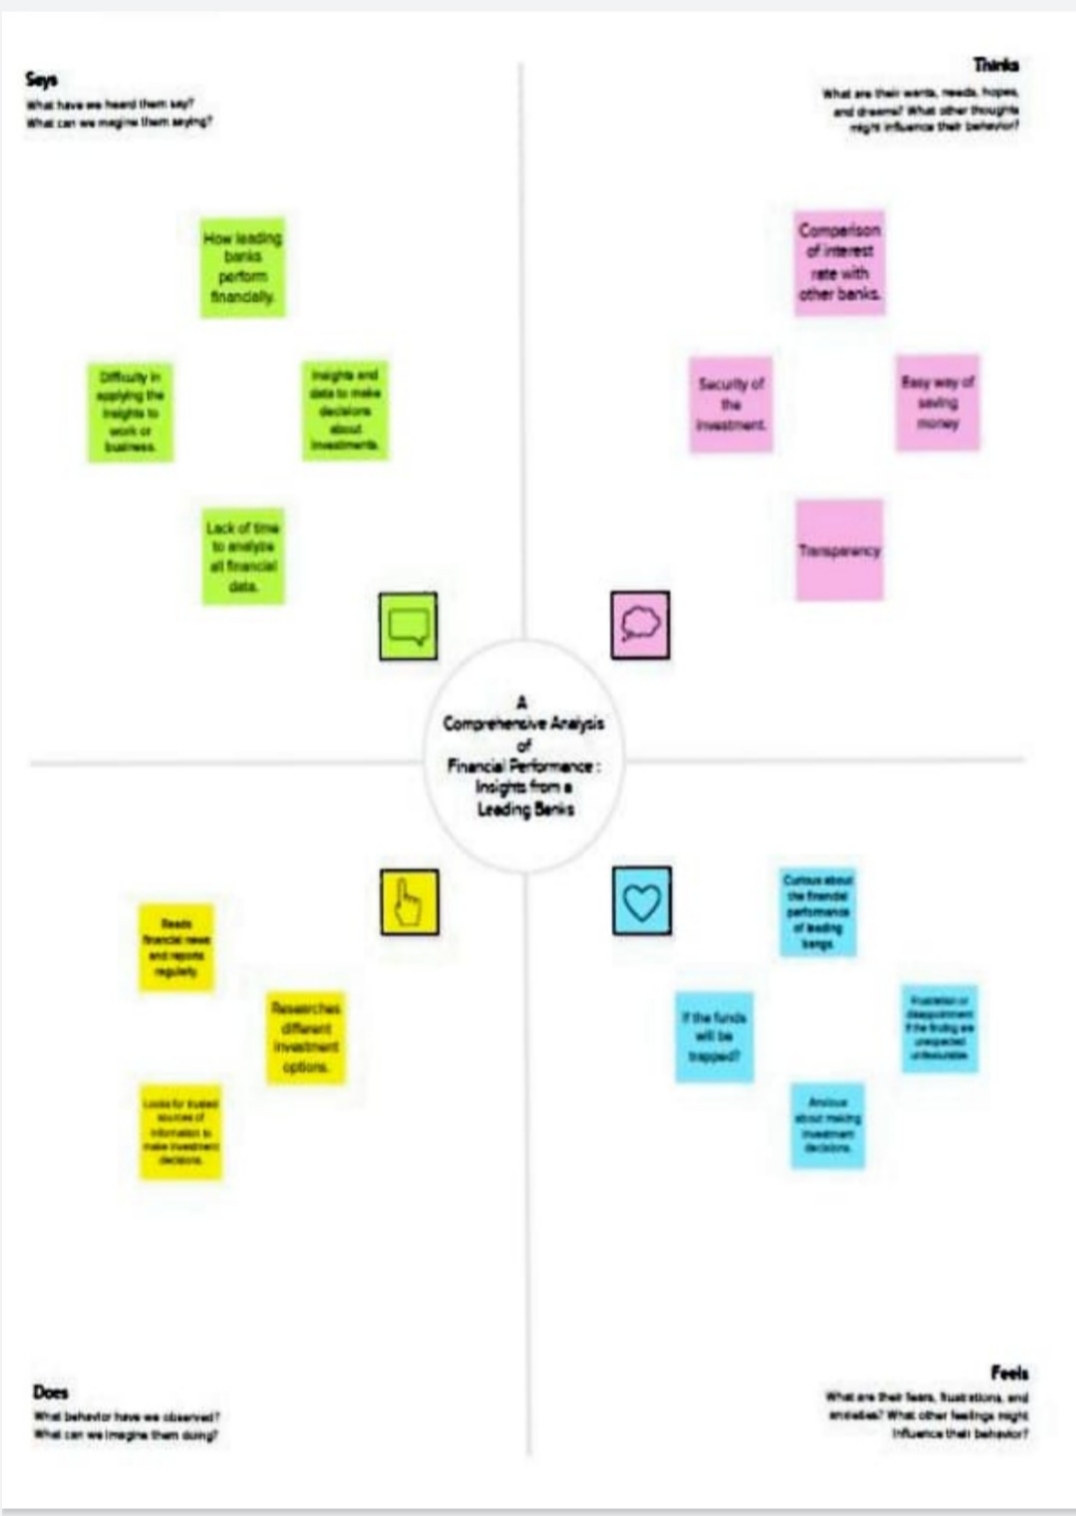 Says
What have we heard them say?
What can we imagine them saying?
Thinks
What are their wants, needs, hopes,
and dreams? What other thoughts
might influence their behavior?
How leading
banks
perform
financially.
Difficulty in
applying the
insights to
work or
business.
Insights and
data to make
decisions
about
investments.
Lack of time
to analyze
all financial
data.
Comparison
of interest
rate with
other banks.
Security of
the
investment.
Easy way of
saving
money
Transparency
A
Comprehensive Analysis
of
Financial Performance :
Insights from a
Leading Banks
Reads
financial news
and reports
regularly.
Researches
different
investment
options.
Looks for trusted
sources of
information to
make investment
decisions.
Curious about
the financial
performance
of leading
If the funds
will be
trapped?
Frustration or
disappointment
if the finding are
unexpected
Anxious
about making
investment
decisions.
Does
What behavior have we observed?
What can we imagine them doing?
Feels
What are their fears, frustrations, and
anxieties? What other feelings might
influence their behavior?